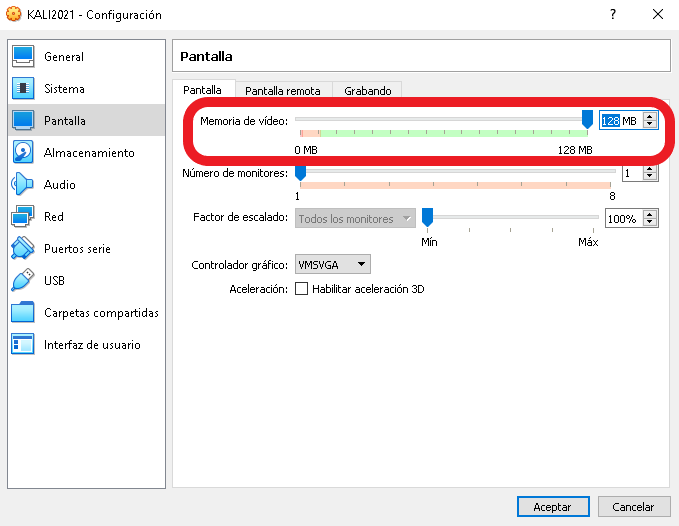 KALI2021 - Configuración
?
General
Sistema
Pantalla
Almacenamiento
Audio
Red
Puertos serie
USB
Carpetas compartidas
Interfaz de usuario
Pantalla
Pantalla Pantalla remota Grabando
Memoria de vídeo: 128 MB
0 MB 128 MB
Número de monitores: 1
1 8
Factor de escalado: Todos los monitores 100%
Mín Máx
Controlador gráfico: VMSVGA
Aceleración: Habilitar aceleración 3D
Aceptar Cancelar